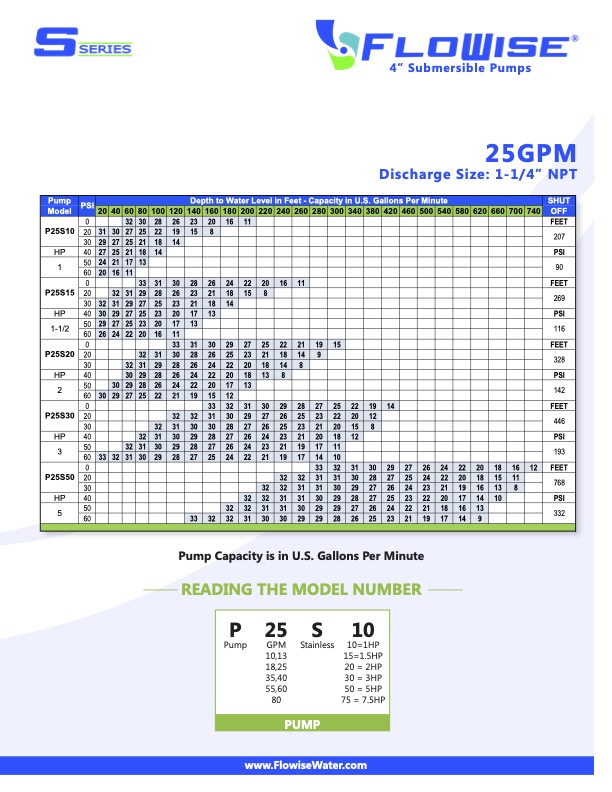 S SERIES
FLOWISE®
4” Submersible Pumps
25GPM
Discharge Size: 1-1/4” NPT
Pump Model PSI Depth to Water Level in Feet - Capacity in U.S. Gallons Per Minute SHUT OFF
20 40 60 80 100 120 140 160 180 200 220 240 260 280 300 340 380 420 460 500 540 580 620 660 700 740
P25S10 0 32 30 28 26 23 20 16 11 FEET
20 31 30 27 25 22 19 15 8 207
30 29 27 25 21 18 14
HP 40 27 25 21 18 14 PSI
1 50 24 21 17 13 90
60 20 16 11
P25S15 0 33 31 30 28 26 24 22 20 16 11 FEET
20 32 31 29 28 26 23 21 18 15 8 269
30 32 31 29 27 25 23 21 18 14
HP 40 30 29 27 25 23 20 17 13 PSI
1-1/2 50 29 27 25 23 20 17 13 116
60 26 24 22 20 16 11
P25S20 0 33 31 30 29 27 25 23 21 19 15 FEET
20 32 31 30 28 26 25 23 21 18 14 9 328
30 32 31 29 28 26 24 22 20 18 14 8
HP 40 30 29 28 26 24 22 20 18 13 8 PSI
2 50 30 29 28 26 24 22 20 17 13 142
60 30 29 27 25 22 21 19 15 12
P25S30 0 33 32 31 30 29 28 27 25 22 19 14 FEET
20 32 32 31 30 29 27 26 25 23 22 20 12 446
30 32 31 30 29 28 27 25 24 23 21 20 15 8
HP 40 32 31 30 29 28 27 26 24 23 21 20 18 12 PSI
3 50 32 31 30 29 28 27 26 24 23 21 19 17 11 193
60 33 32 31 30 29 28 27 25 24 22 21 19 17 14 10
P25S50 0 33 32 31 30 29 27 26 24 22 20 18 16 12 FEET
20 32 32 31 30 29 28 26 25 24 22 20 18 15 11 768
30 32 32 31 31 30 29 28 27 26 24 23 21 19 16 13 8
HP 40 32 32 31 31 30 29 28 27 25 23 22 20 17 14 10 PSI
5 50 32 32 31 31 30 30 29 28 26 24 22 21 18 16 13 332
60 33 32 32 31 30 30 29 29 28 26 25 23 21 19 17 14 9
Pump Capacity is in U.S. Gallons Per Minute
READING THE MODEL NUMBER
P 25 S 10
Pump GPM Stainless 10=1HP
10,13 15=1.5HP
18,25 20 = 2HP
35,40 30 = 3HP
55,60 50 = 5HP
80 75 = 7.5HP
PUMP
www.FlowiseWater.com